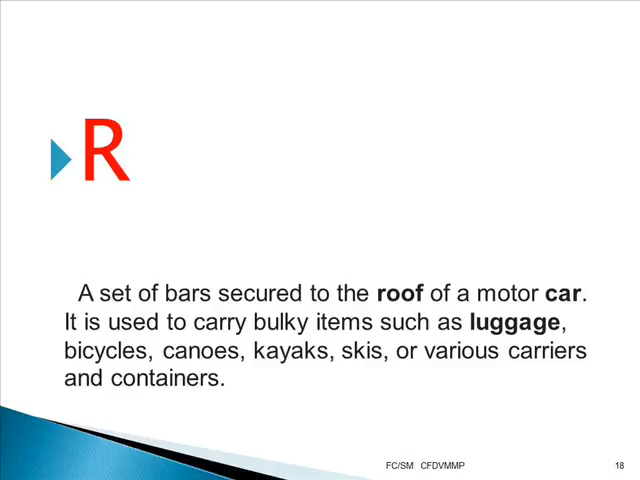 R
A set of bars secured to the roof of a motor car.
It is used to carry bulky items such as luggage,
bicycles, canoes, kayaks, skis, or various carriers
and containers.
FC/SM CFDVMMP 18